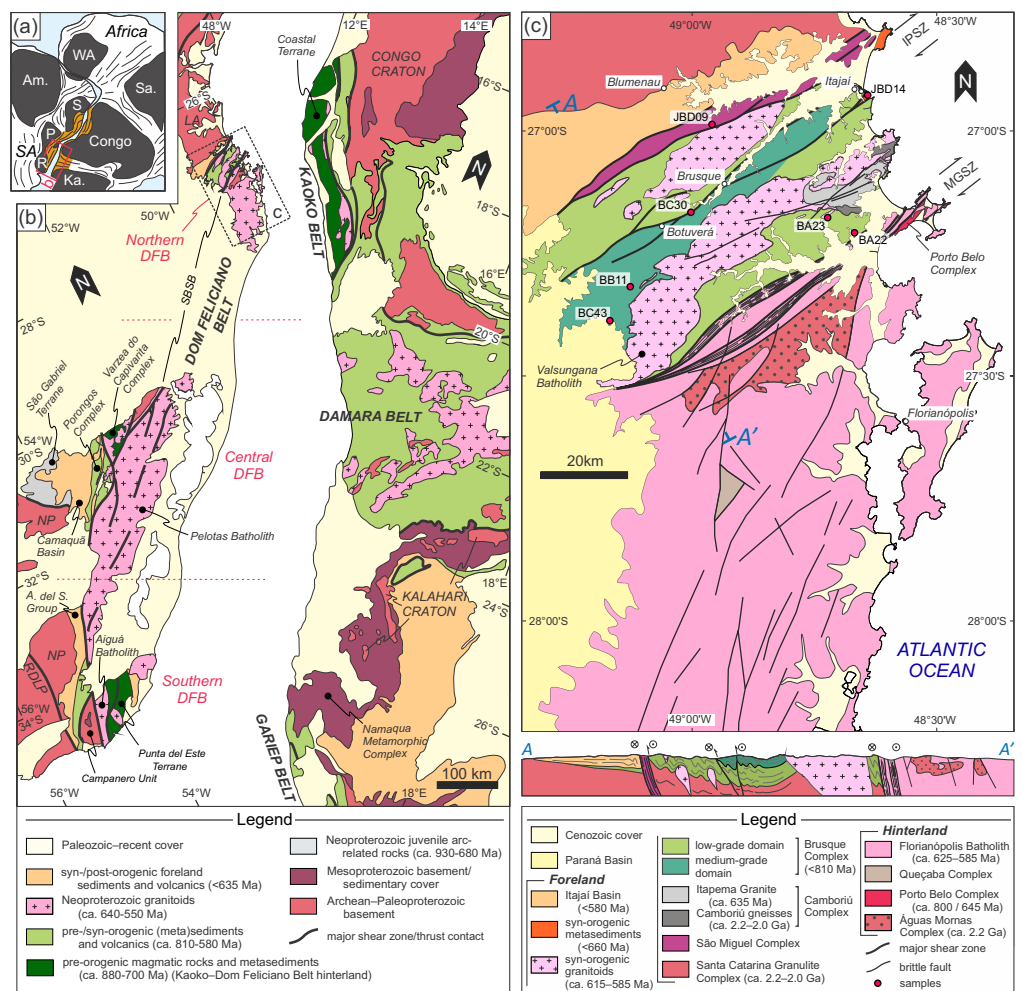 (a)
Africa
WA
Am.
Sa.
S
P
Congo
SA
R
Ka.
b
(b)
48°W
12°E
14°E
Coastal
Terrane
CONGO
CRATON
26°S
16°S
LA
KAOKO BELT
N
50°W
C
18°S
52°W
Northern
DFB
N
SBSB
DOM FELICIANO
BELT
16°E
28°S
20°S
São Gabriel
Terrane
Porongos
Complex
Varzea do
Capivarita
Complex
DAMARA BELT
54°W
30°S
Central
DFB
22°S
NP
Camaquã
Basin
Pelotas Batholith
32°S
18°E
A. del S.
Group
KALAHARI
CRATON
24°S
Aiguá
Batholith
NP
RDLP
Southern
DFB
56°W
34°S
Namaqua
Metamorphic
Complex
26°S
GARIEP BELT
Punta del Este
Terrane
Campanero Unit
100 km
56°W
54°W
18°E
Legend
Paleozoic–recent cover
syn-/post-orogenic foreland
sediments and volcanics (<635 Ma)
Neoproterozoic granitoids
(ca. 640-550 Ma)
pre-/syn-orogenic (meta)sediments
and volcanics (ca. 810-580 Ma)
pre-orogenic magmatic rocks and metasediments
(ca. 880-700 Ma) (Kaoko–Dom Feliciano Belt hinterland)
Neoproterozoic juvenile arc-
related rocks (ca. 930-680 Ma)
Mesoproterozoic basement/
sedimentary cover
Archean–Paleoproterozoic
basement
major shear zone/thrust contact
(c)
49°00'W
48°30'W
IPSZ
Blumenau
Itajaí
N
A
JBD14
JBD09
27°00'S
27°00'S
Brusque
MGSZ
BC30
BA23
Botuverá
BA22
Porto Belo
Complex
BB11
BC43
Valsungana
Batholith
27°30'S
Florianópolis
A'
20km
28°00'S
28°00'S
ATLANTIC
OCEAN
49°00'W
48°30'W
A
A'
Legend
Cenozoic cover
Paraná Basin
Foreland
Itajaí Basin
(<580 Ma)
syn-orogenic
metasediments
(<660 Ma)
syn-orogenic
granitoids
(ca. 615–585 Ma)
low-grade domain
medium-grade
domain
Brusque
Complex
(<810 Ma)
Itapema Granite
(ca. 635 Ma)
Camboriú gneisses
(ca. 2.2–2.0 Ga)
Camboriú
Complex
São Miguel Complex
Santa Catarina Granulite
Complex (ca. 2.2–2.0 Ga)
Hinterland
Florianópolis Batholith
(ca. 625–585 Ma)
Queçaba Complex
Porto Belo Complex
(ca. 800 / 645 Ma)
Águas Mornas
Complex (ca. 2.2 Ga)
major shear zone
brittle fault
samples